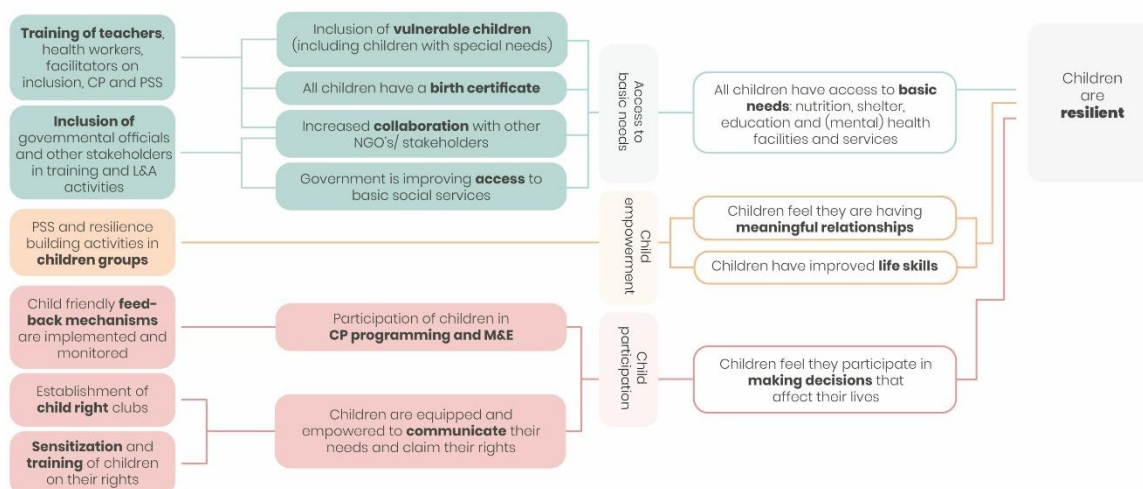 Training of teachers,
health workers,
facilitators on
inclusion, CP and PSS
Inclusion of
governmental officials
and other stakeholders
in training and L&A
activities
PSS and resilience
building activities in
children groups
Child friendly feed-
back mechanisms
are implemented and
monitored
Establishment of
child right clubs
Sensitization and
training of children
on their rights
Inclusion of vulnerable children
(including children with special needs)
All children have a birth certificate
Increased collaboration with other
NGO's/ stakeholders
Government is improving access to
basic social services
Participation of children in
CP programming and M&E
Children are equipped and
empowered to communicate their
needs and claim their rights
Access to
basic needs
Child
empowerment
Child
participation
All children have access to basic
needs: nutrition, shelter,
education and (mental) health
facilities and services
Children feel they are having
meaningful relationships
Children have improved life skills
Children feel they participate in
making decisions that
affect their lives
Children
are
resilient